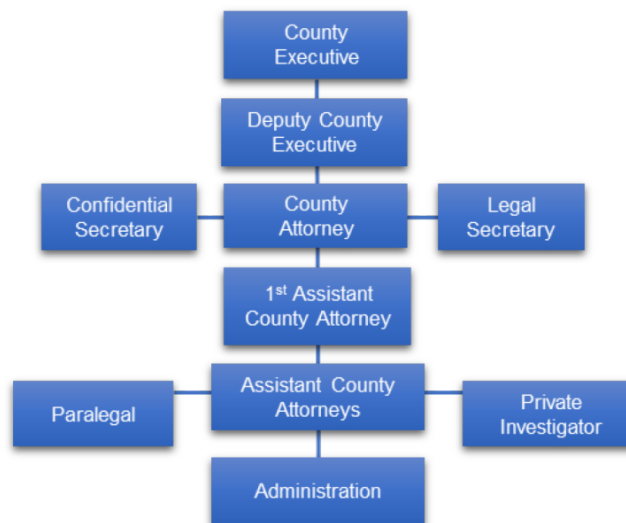 County
Executive
Deputy County
Executive
Confidential
Secretary
County
Attorney
Legal
Secretary
1st Assistant
County Attorney
Paralegal
Assistant County
Attorneys
Private
Investigator
Administration